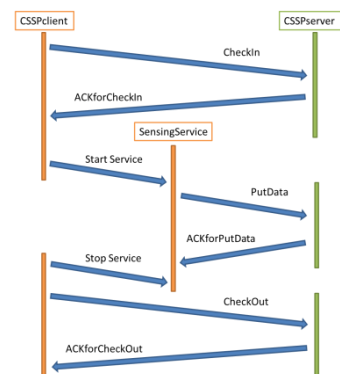 CSSPclient
CSSPserver
CheckIn
ACKforCheckIn
SensingService
Start Service
PutData
ACKforPutData
Stop Service
CheckOut
ACKforCheckOut